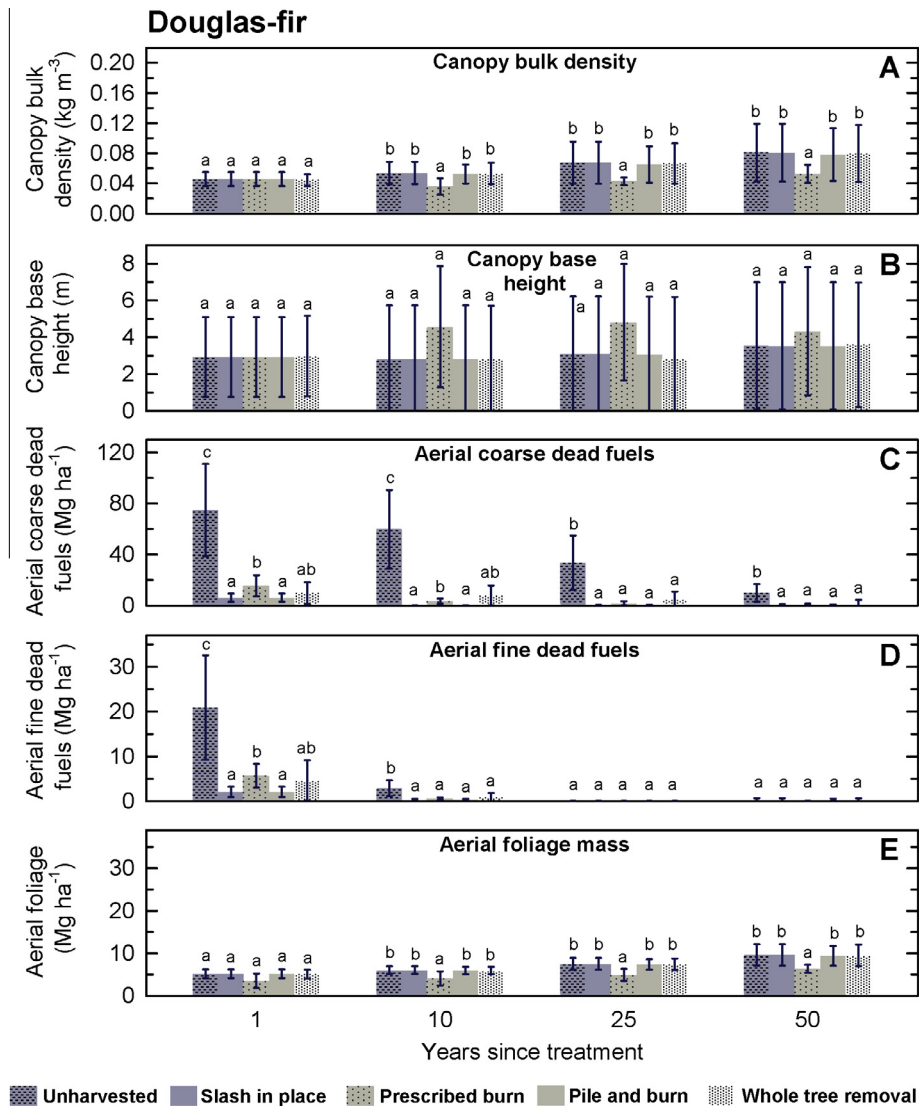 Douglas-fir
Canopy bulk density
A
Canopy bulk
density (kg m⁻³)
0.20
0.16
0.12
0.08
0.04
0.00
a a a a a
b b a b b
b b a b b
b b a b b
Canopy base
height
B
Canopy base
height (m)
8
6
4
2
0
a a a a a
a a a a a
a a a a a
a a a a a
Aerial coarse dead fuels
C
Aerial coarse dead
fuels (Mg ha⁻¹)
120
80
40
0
c a b a ab
c a b a ab
b a a a a
b a a a a
Aerial fine dead fuels
D
Aerial fine dead
fuels (Mg ha⁻¹)
30
20
10
0
c a b a ab
b a a a a
a a a a a
a a a a a
Aerial foliage mass
E
Aerial foliage
(Mg ha⁻¹)
30
20
10
0
a a a a a
b b a b b
b b a b b
b b a b b
1 10 25 50
Years since treatment
Unharvested Slash in place Prescribed burn Pile and burn Whole tree removal